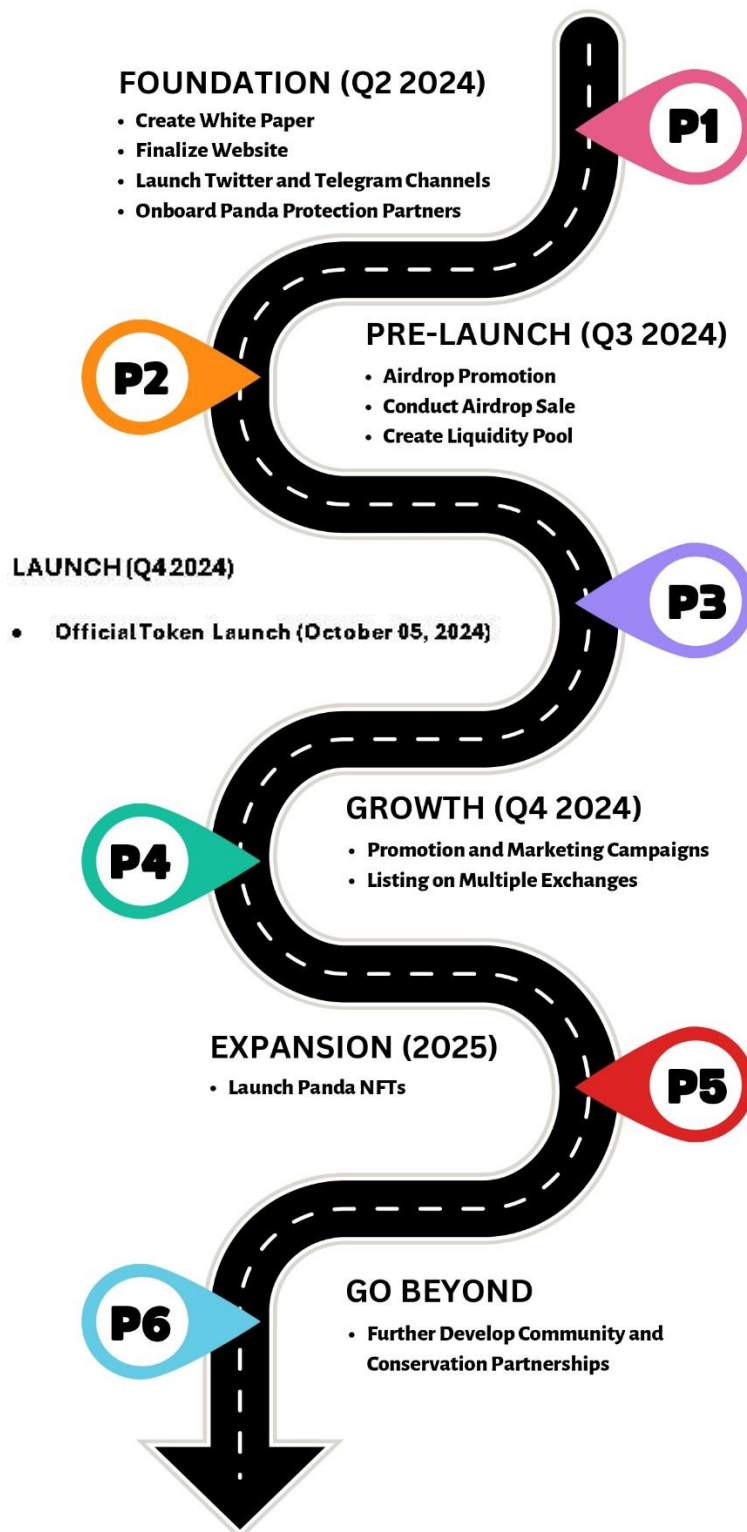 FOUNDATION (Q2 2024)
• Create White Paper
• Finalize Website
• Launch Twitter and Telegram Channels
• Onboard Panda Protection Partners
P1
PRE-LAUNCH (Q3 2024)
• Airdrop Promotion
• Conduct Airdrop Sale
• Create Liquidity Pool
P2
LAUNCH (Q4 2024)
• Official Token Launch (October 05, 2024)
P3
GROWTH (Q4 2024)
• Promotion and Marketing Campaigns
• Listing on Multiple Exchanges
P4
EXPANSION (2025)
• Launch Panda NFTs
P5
GO BEYOND
• Further Develop Community and
Conservation Partnerships
P6